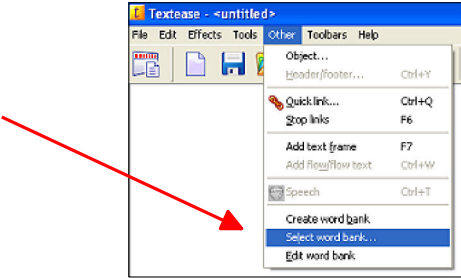 Textease - <untitled>
File Edit Effects Tools Other Toolbars Help
Object...
Header/footer... Ctrl+Y
Quick link... Ctrl+Q
Stop links F6
Add text frame F7
Add flow/flow text Ctrl+W
Speech Ctrl+T
Create word bank
Select word bank...
Edit word bank